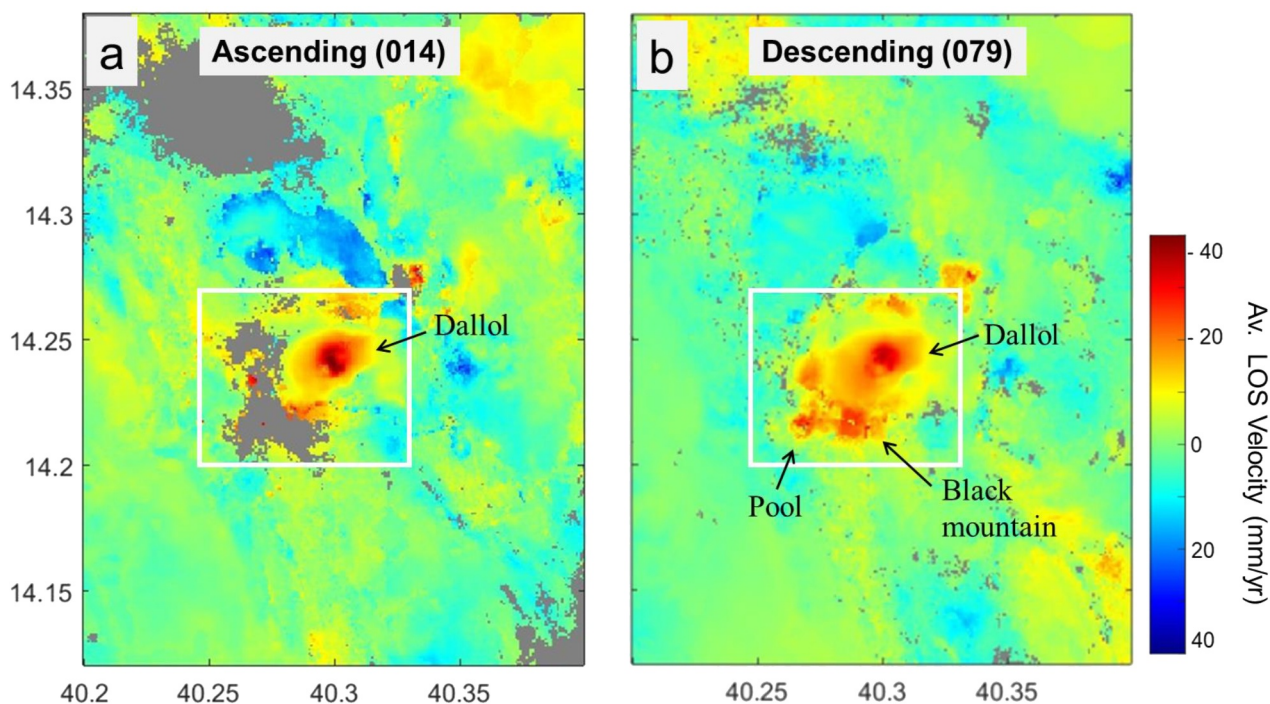 a
Ascending (014)
b
Descending (079)
14.35
14.3
14.25
14.2
14.15
Dallol
Dallol
Pool
Black
mountain
40.2
40.25
40.3
40.35
40.25
40.3
40.35
- 40
- 20
0
20
40
Av. LOS Velocity (mm/yr)